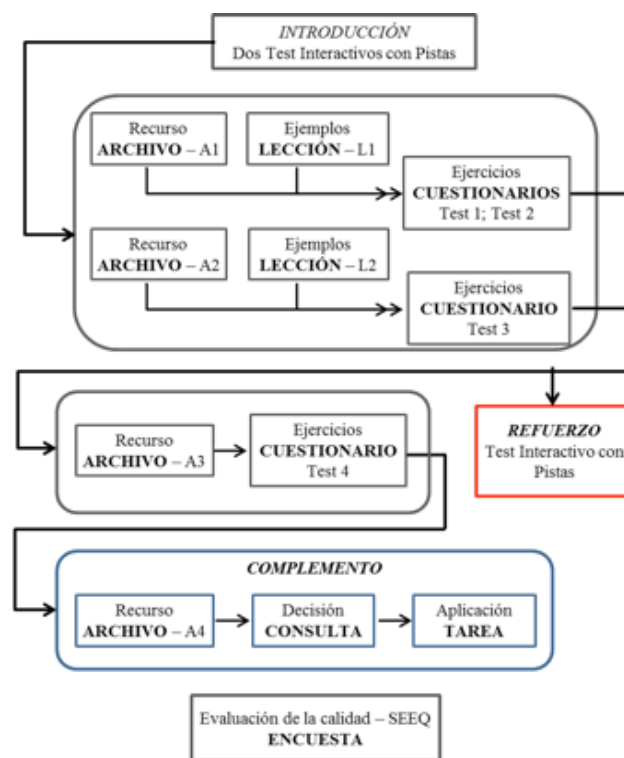 INTRODUCCIÓN
Dos Test Interactivos con Pistas
Recurso
ARCHIVO – A1
Ejemplos
LECCIÓN – L1
Ejercicios
CUESTIONARIOS
Test 1; Test 2
Recurso
ARCHIVO – A2
Ejemplos
LECCIÓN – L2
Ejercicios
CUESTIONARIO
Test 3
Recurso
ARCHIVO – A3
Ejercicios
CUESTIONARIO
Test 4
REFUERZO
Test Interactivo con
Pistas
COMPLEMENTO
Recurso
ARCHIVO – A4
Decisión
CONSULTA
Aplicación
TAREA
Evaluación de la calidad – SEEQ
ENCUESTA